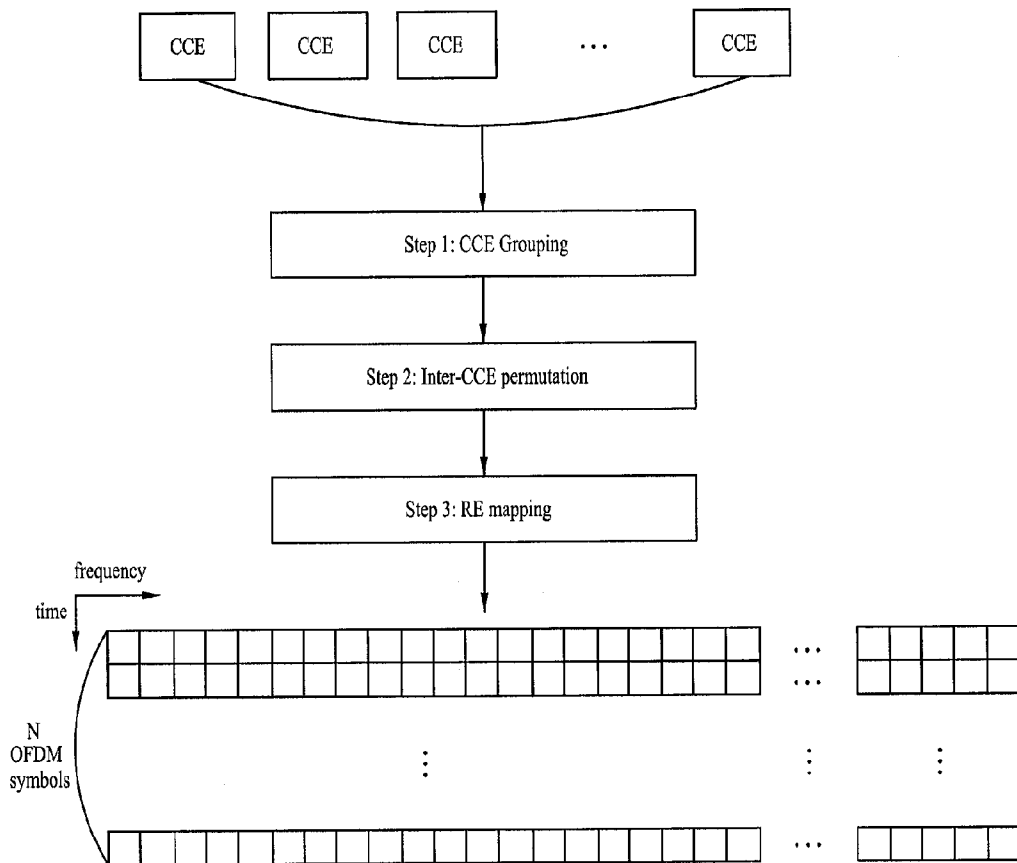 CCE CCE CCE ... CCE
Step 1: CCE Grouping
Step 2: Inter-CCE permutation
Step 3: RE mapping
frequency
time
N
OFDM
symbols